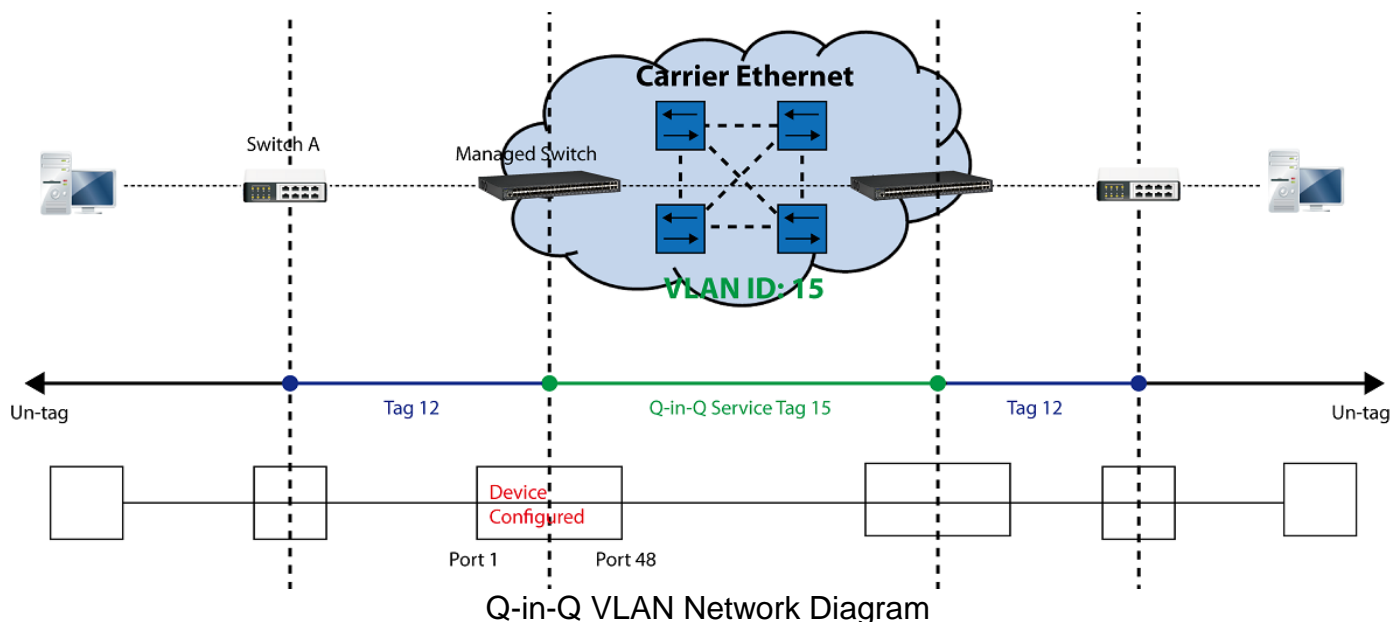 Carrier Ethernet
Switch A
Managed Switch
VLAN ID: 15
Un-tag
Tag 12
Q-in-Q Service Tag 15
Tag 12
Un-tag
Device
Configured
Port 1
Port 48
Q-in-Q VLAN Network Diagram